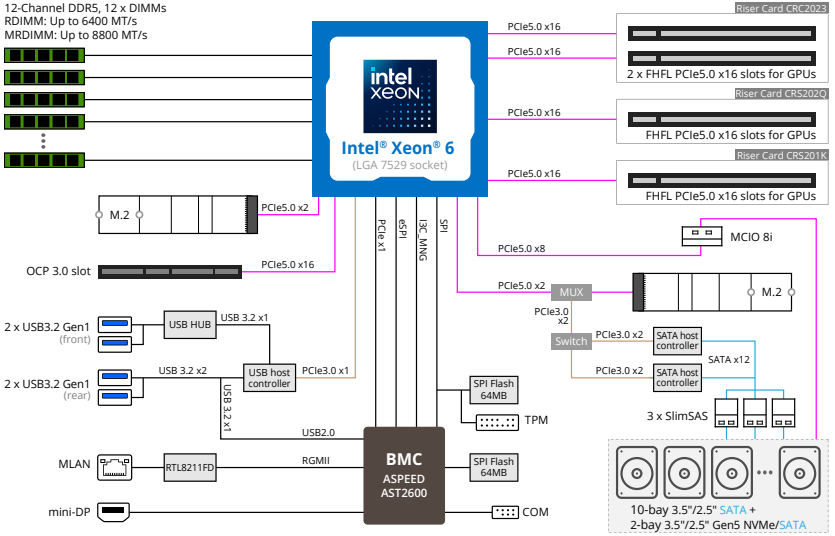 12-Channel DDR5, 12 x DIMMs
RDIMM: Up to 6400 MT/s
MRDIMM: Up to 8800 MT/s
intel
XEON
Intel® Xeon® 6
(LGA 7529 socket)
PCIe5.0 x16
PCIe5.0 x16
PCIe5.0 x16
PCIe5.0 x16
Riser Card CRC2023
2 x FHFL PCIe5.0 x16 slots for GPUs
Riser Card CRS202Q
FHFL PCIe5.0 x16 slots for GPUs
Riser Card CRS201K
FHFL PCIe5.0 x16 slots for GPUs
M.2
PCIe5.0 x2
OCP 3.0 slot
PCIe5.0 x16
PCIe x1
eSPI
I3C_MNG
SPI
PCIe5.0 x8
MCIO 8i
PCIe5.0 x2
MUX
M.2
PCIe3.0
x2
Switch
PCIe3.0 x2
SATA host
controller
PCIe3.0 x2
SATA host
controller
SATA x12
3 x SlimSAS
2 x USB3.2 Gen1
(front)
USB HUB
USB 3.2 x1
2 x USB3.2 Gen1
(rear)
USB 3.2 x2
USB host
controller
PCIe3.0 x1
USB 3.2 x1
USB2.0
SPI Flash
64MB
TPM
MLAN
RTL8211FD
RGMII
BMC
ASPEED
AST2600
SPI Flash
64MB
mini-DP
COM
10-bay 3.5"/2.5" SATA +
2-bay 3.5"/2.5" Gen5 NVMe/SATA